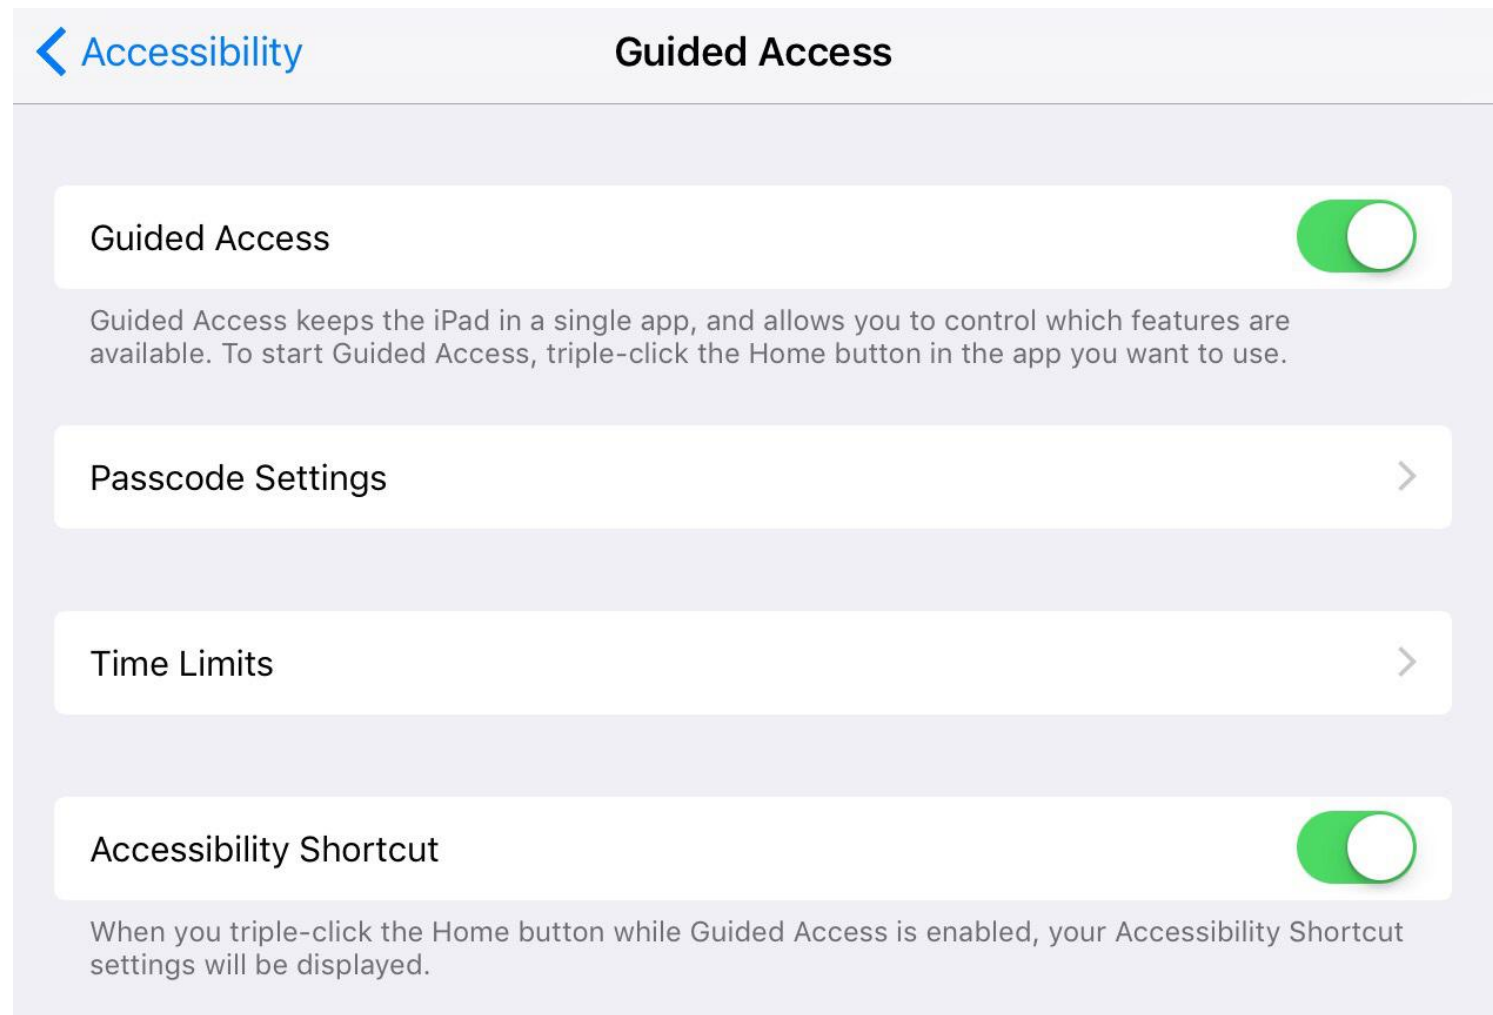 Accessibility
Guided Access
Guided Access
Guided Access keeps the iPad in a single app, and allows you to control which features are
available. To start Guided Access, triple-click the Home button in the app you want to use.
Passcode Settings
Time Limits
Accessibility Shortcut
When you triple-click the Home button while Guided Access is enabled, your Accessibility Shortcut
settings will be displayed.